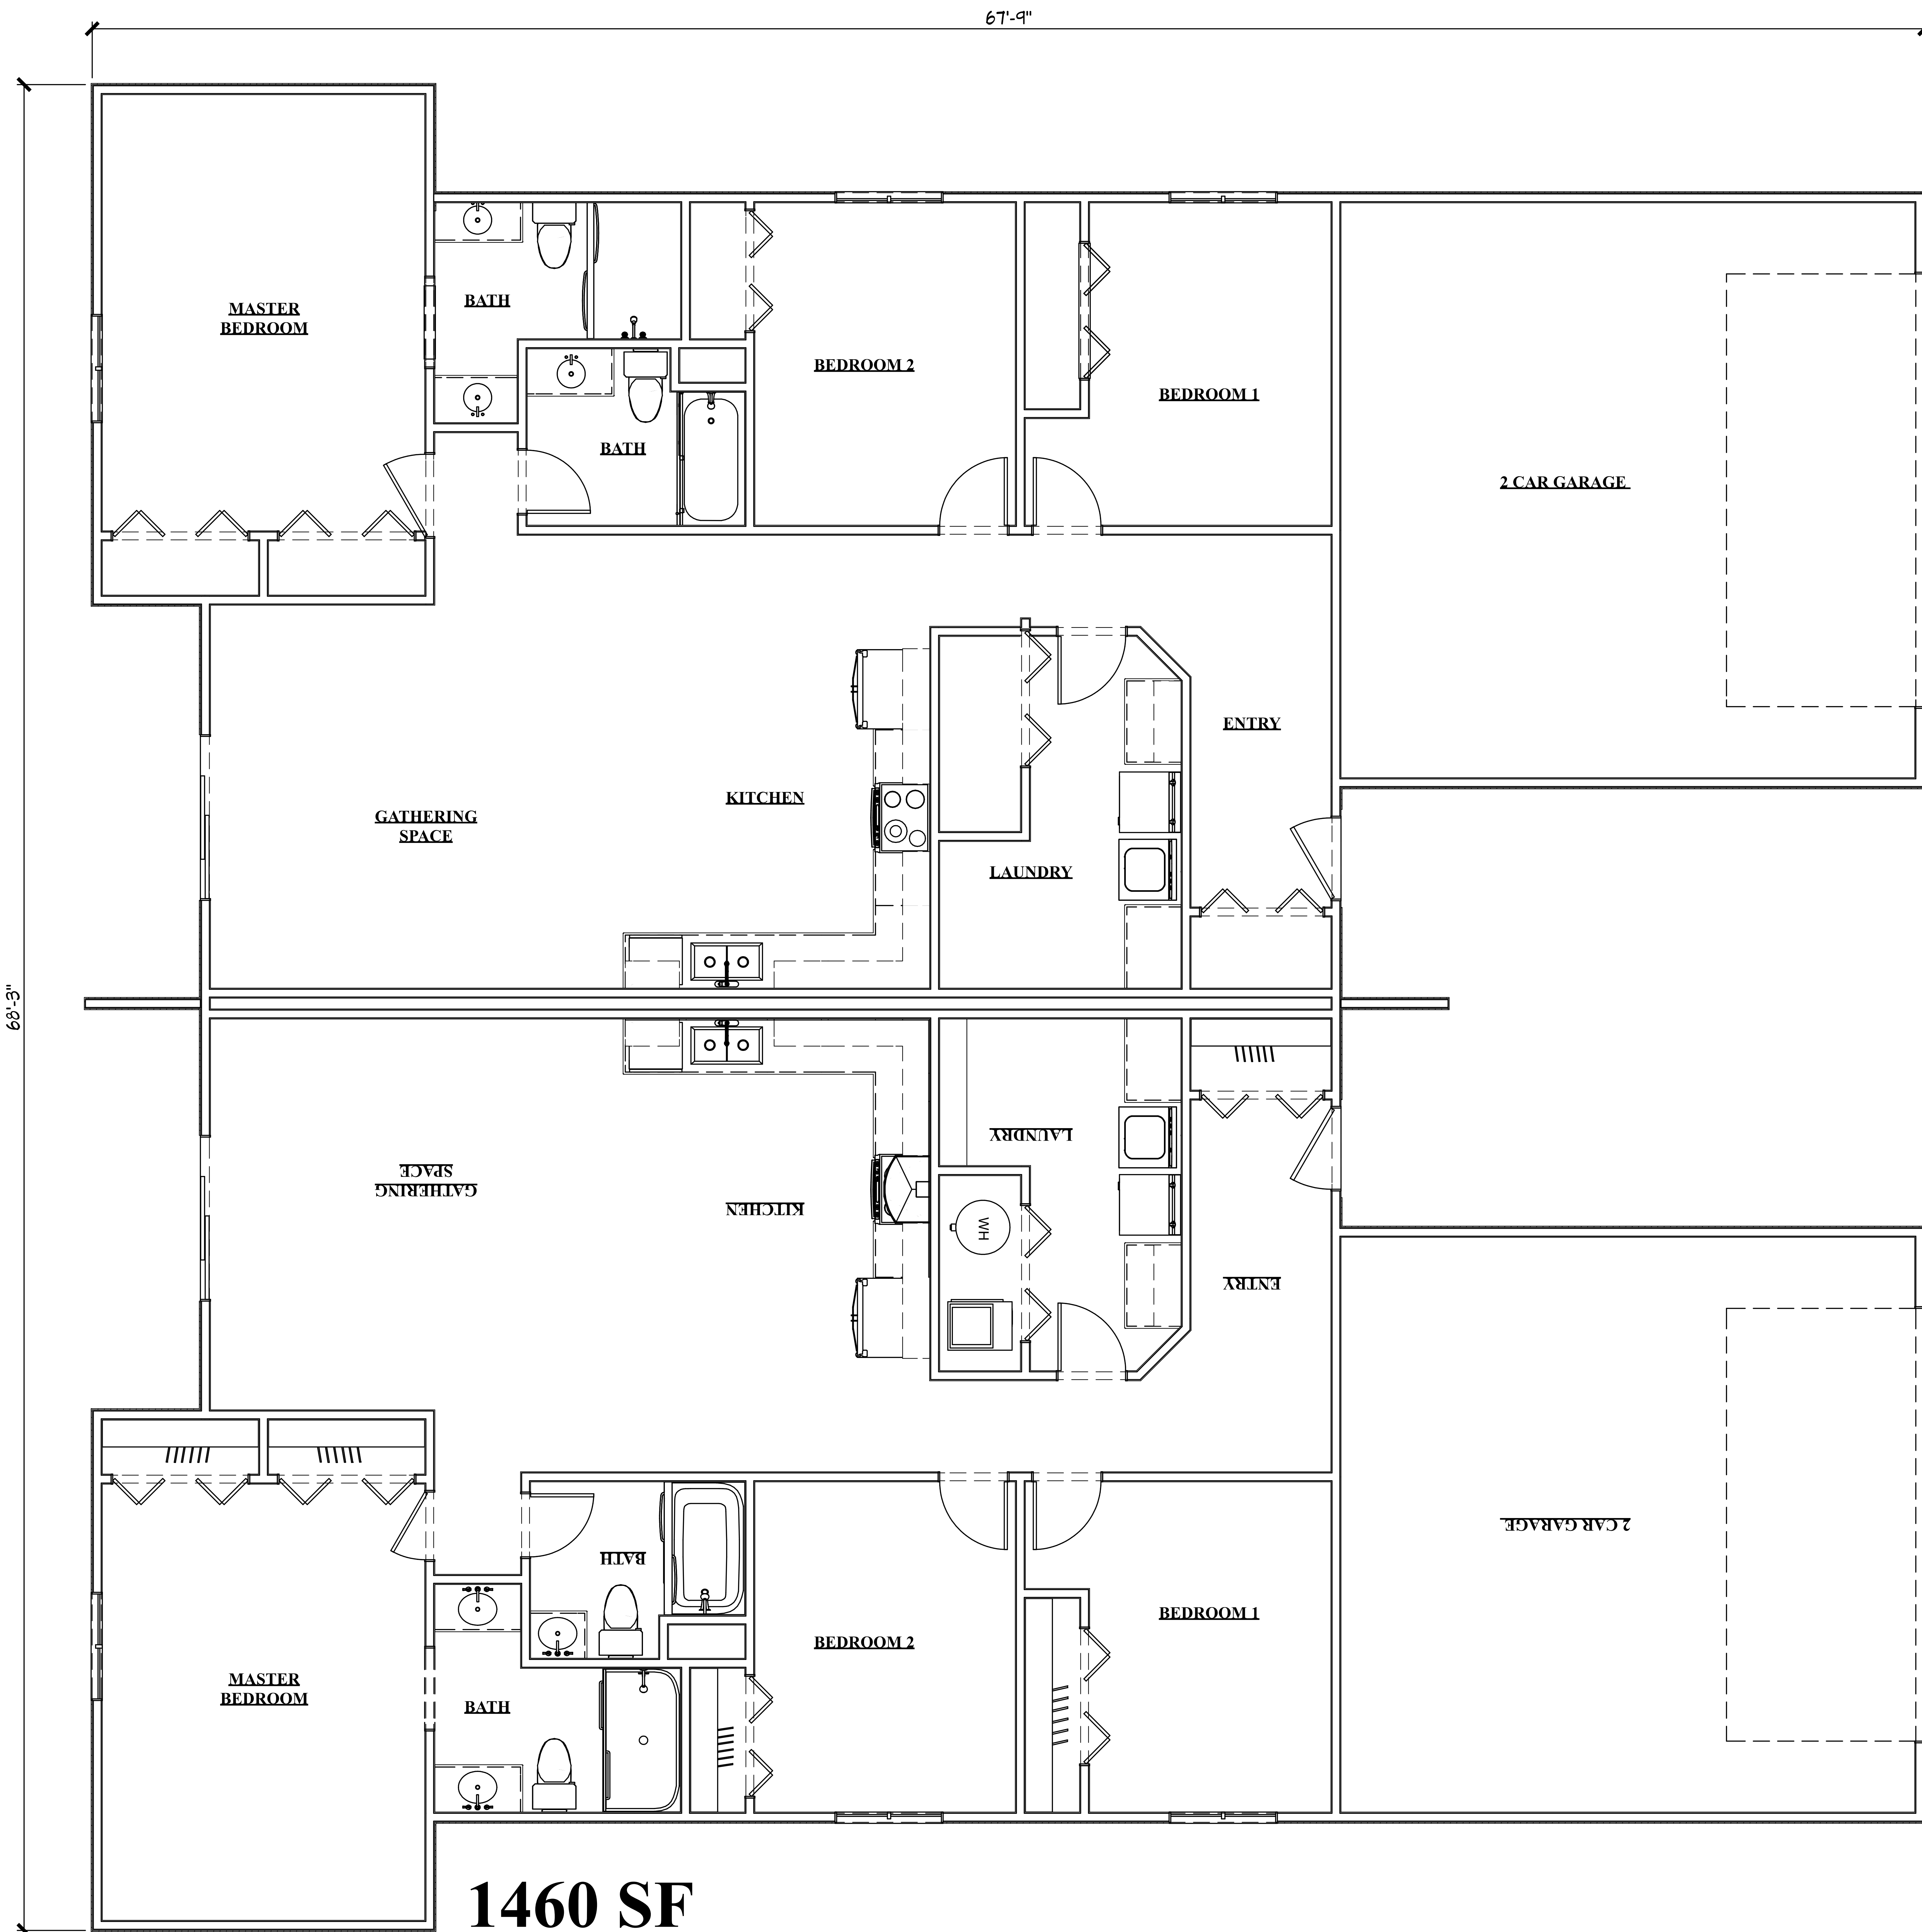 67'-9"
MASTER
BEDROOM
BATH
BEDROOM 2
BEDROOM 1
BATH
2 CAR GARAGE
ENTRY
KITCHEN
GATHERING
SPACE
LAUNDRY
68'-3"
LAUNDRY
GATHERING
SPACE
KITCHEN
WH
ENTRY
2 CAR GARAGE
BATH
BEDROOM 1
BEDROOM 2
MASTER
BEDROOM
BATH
1460 SF